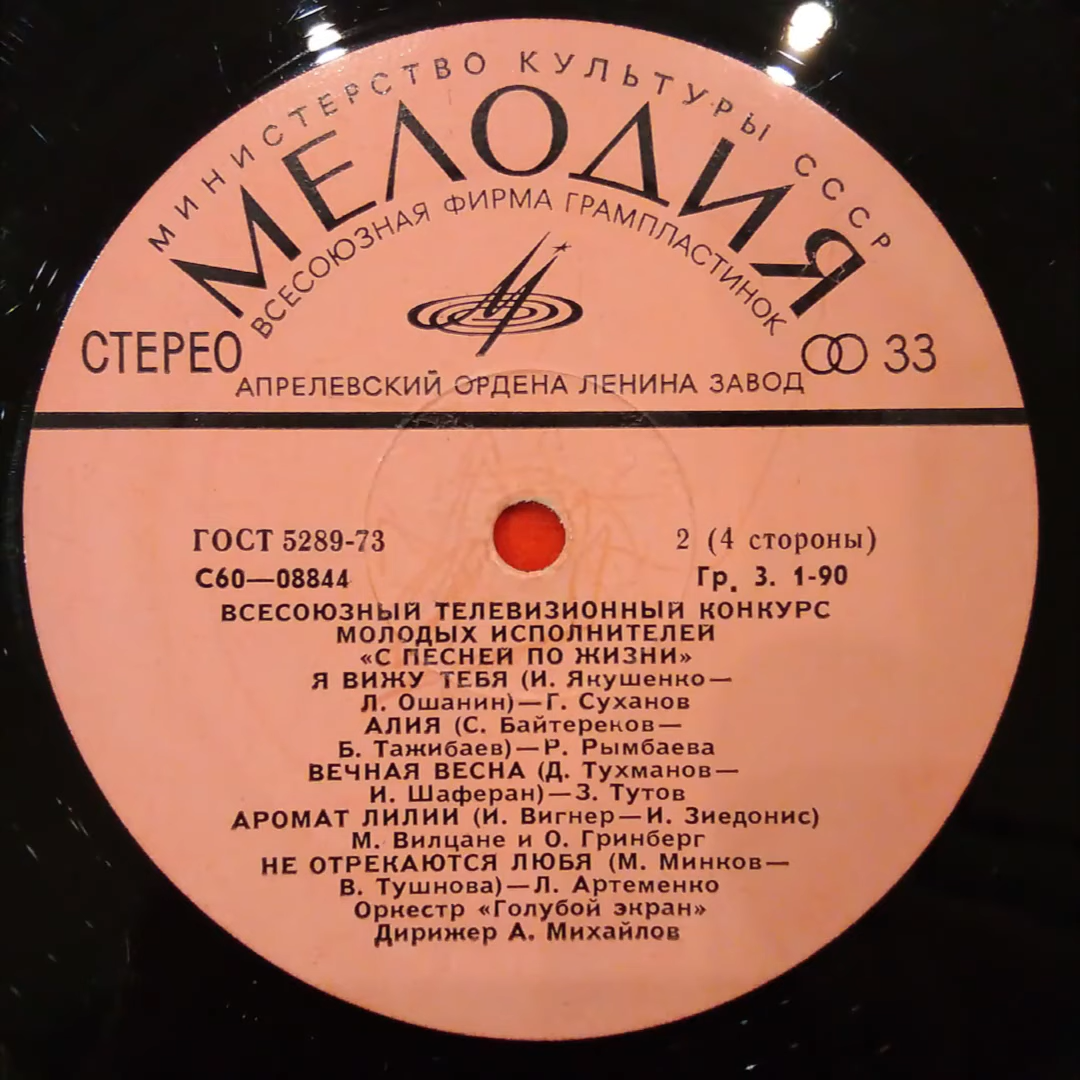 МИНИСТЕРСТВО КУЛЬТУРЫ СССР
МЕЛОДИЯ
ВСЕСОЮЗНАЯ ФИРМА ГРАМПЛАСТИНОК
СТЕРЕО
33
АПРЕЛЕВСКИЙ ОРДЕНА ЛЕНИНА ЗАВОД
ГОСТ 5289-73
2 (4 стороны)
С60—08844
Гр. 3. 1-90
ВСЕСОЮЗНЫЙ ТЕЛЕВИЗИОННЫЙ КОНКУРС
МОЛОДЫХ ИСПОЛНИТЕЛЕЙ
«С ПЕСНЕЙ ПО ЖИЗНИ»
Я ВИЖУ ТЕБЯ (И. Якушенко—
Л. Ошанин)—Г. Суханов
АЛИЯ (С. Байтереков—
Б. Тажибаев)—Р. Рымбаева
ВЕЧНАЯ ВЕСНА (Д. Тухманов—
И. Шаферан)—З. Тутов
АРОМАТ ЛИЛИИ (И. Вигнер—И. Зиедонис)
М. Вилцане и О. Гринберг
НЕ ОТРЕКАЮТСЯ ЛЮБЯ (М. Минков—
В. Тушнова)—Л. Артеменко
Оркестр «Голубой экран»
Дирижер А. Михайлов